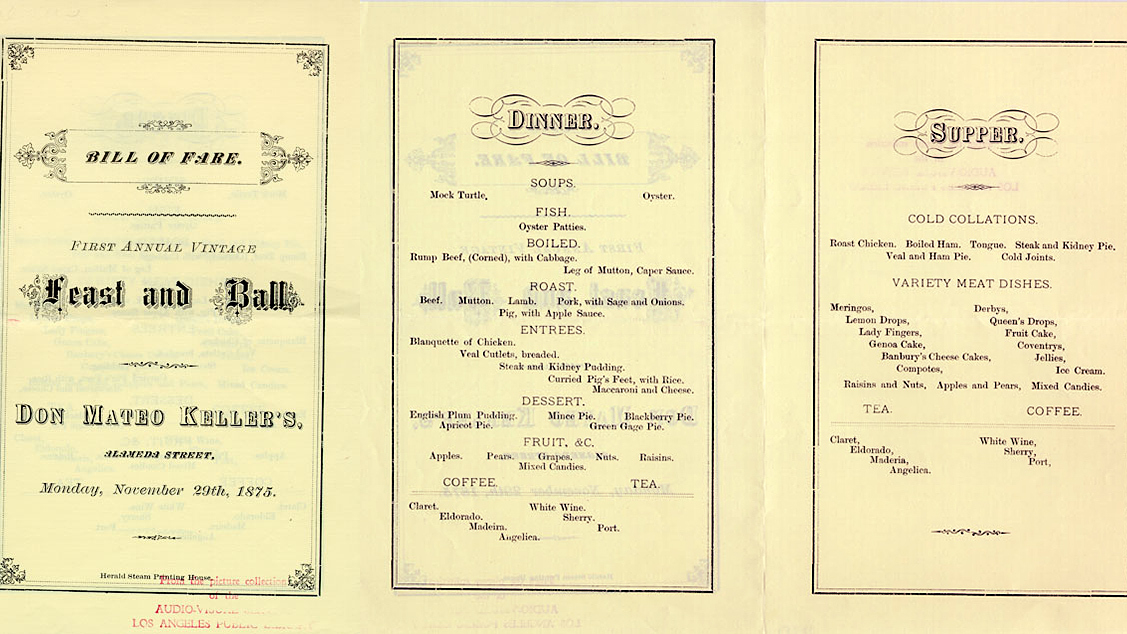 BILL OF FARE.
FIRST ANNUAL VINTAGE
Feast and Ball
DON MATEO KELLER'S,
ALAMEDA STREET.
Monday, November 29th, 1875.
Herald Steam Printing House.
From the picture collection
of the
AUDIO-VISUAL
LOS ANGELES PUBLIC LIBRARY
DINNER.
SOUPS.
Mock Turtle. Oyster.
FISH.
Oyster Patties.
BOILED.
Rump Beef, (Corned), with Cabbage.
Leg of Mutton, Caper Sauce.
ROAST.
Beef. Mutton. Lamb. Pork, with Sage and Onions.
Pig, with Apple Sauce.
ENTREES.
Blanquette of Chicken.
Veal Cutlets, breaded.
Steak and Kidney Pudding.
Curried Pig's Feet, with Rice.
Maccaroni and Cheese.
DESSERT.
English Plum Pudding. Mince Pie. Blackberry Pie.
Apricot Pie. Green Gage Pie.
FRUIT, &C.
Apples. Pears. Grapes. Nuts. Raisins.
Mixed Candies.
COFFEE. TEA.
Claret. White Wine.
Eldorado. Sherry.
Madeira. Port.
Angelica.
SUPPER.
COLD COLLATIONS.
Roast Chicken. Boiled Ham. Tongue. Steak and Kidney Pie.
Veal and Ham Pie. Cold Joints.
VARIETY MEAT DISHES.
Meringos, Derbys,
Lemon Drops, Queen's Drops,
Lady Fingers, Fruit Cake,
Genoa Cake, Coventrys,
Banbury's Cheese Cakes, Jellies,
Compotes, Ice Cream.
Raisins and Nuts, Apples and Pears, Mixed Candies.
TEA. COFFEE.
Claret, White Wine,
Eldorado, Sherry,
Maderia, Port,
Angelica.